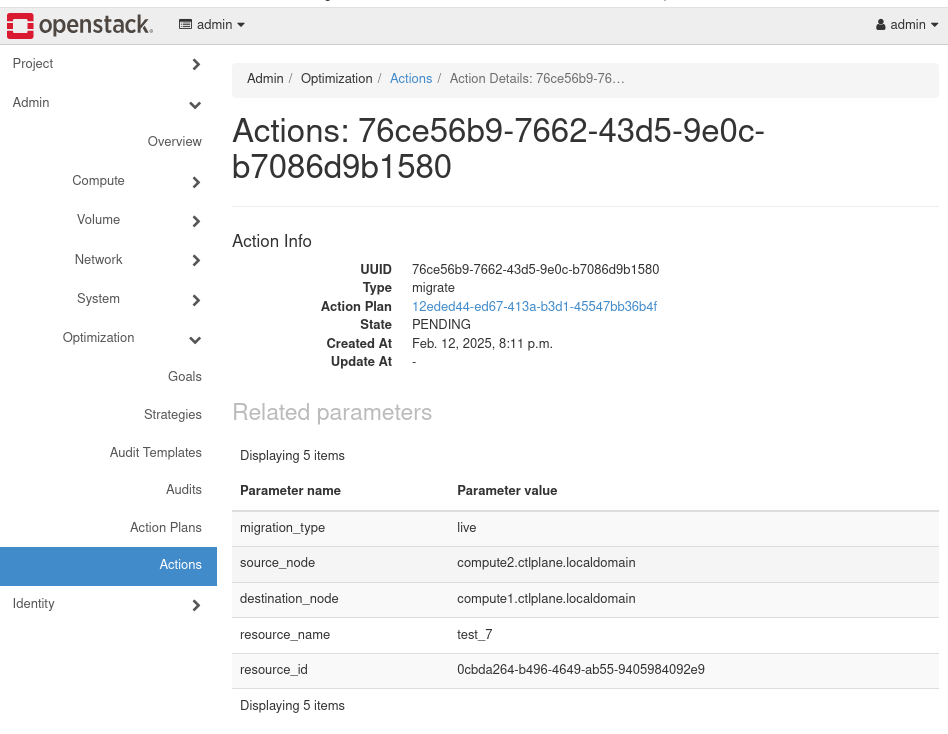 openstack.
admin
admin
Project
Admin
Overview
Compute
Volume
Network
System
Optimization
Goals
Strategies
Audit Templates
Audits
Action Plans
Actions
Identity
Admin / Optimization / Actions / Action Details: 76ce56b9-76…
Actions: 76ce56b9-7662-43d5-9e0c-
b7086d9b1580
Action Info
UUID 76ce56b9-7662-43d5-9e0c-b7086d9b1580
Type migrate
Action Plan 12eded44-ed67-413a-b3d1-45547bb36b4f
State PENDING
Created At Feb. 12, 2025, 8:11 p.m.
Update At -
Related parameters
Displaying 5 items
Parameter name Parameter value
migration_type live
source_node compute2.ctlplane.localdomain
destination_node compute1.ctlplane.localdomain
resource_name test_7
resource_id 0cbda264-b496-4649-ab55-9405984092e9
Displaying 5 items